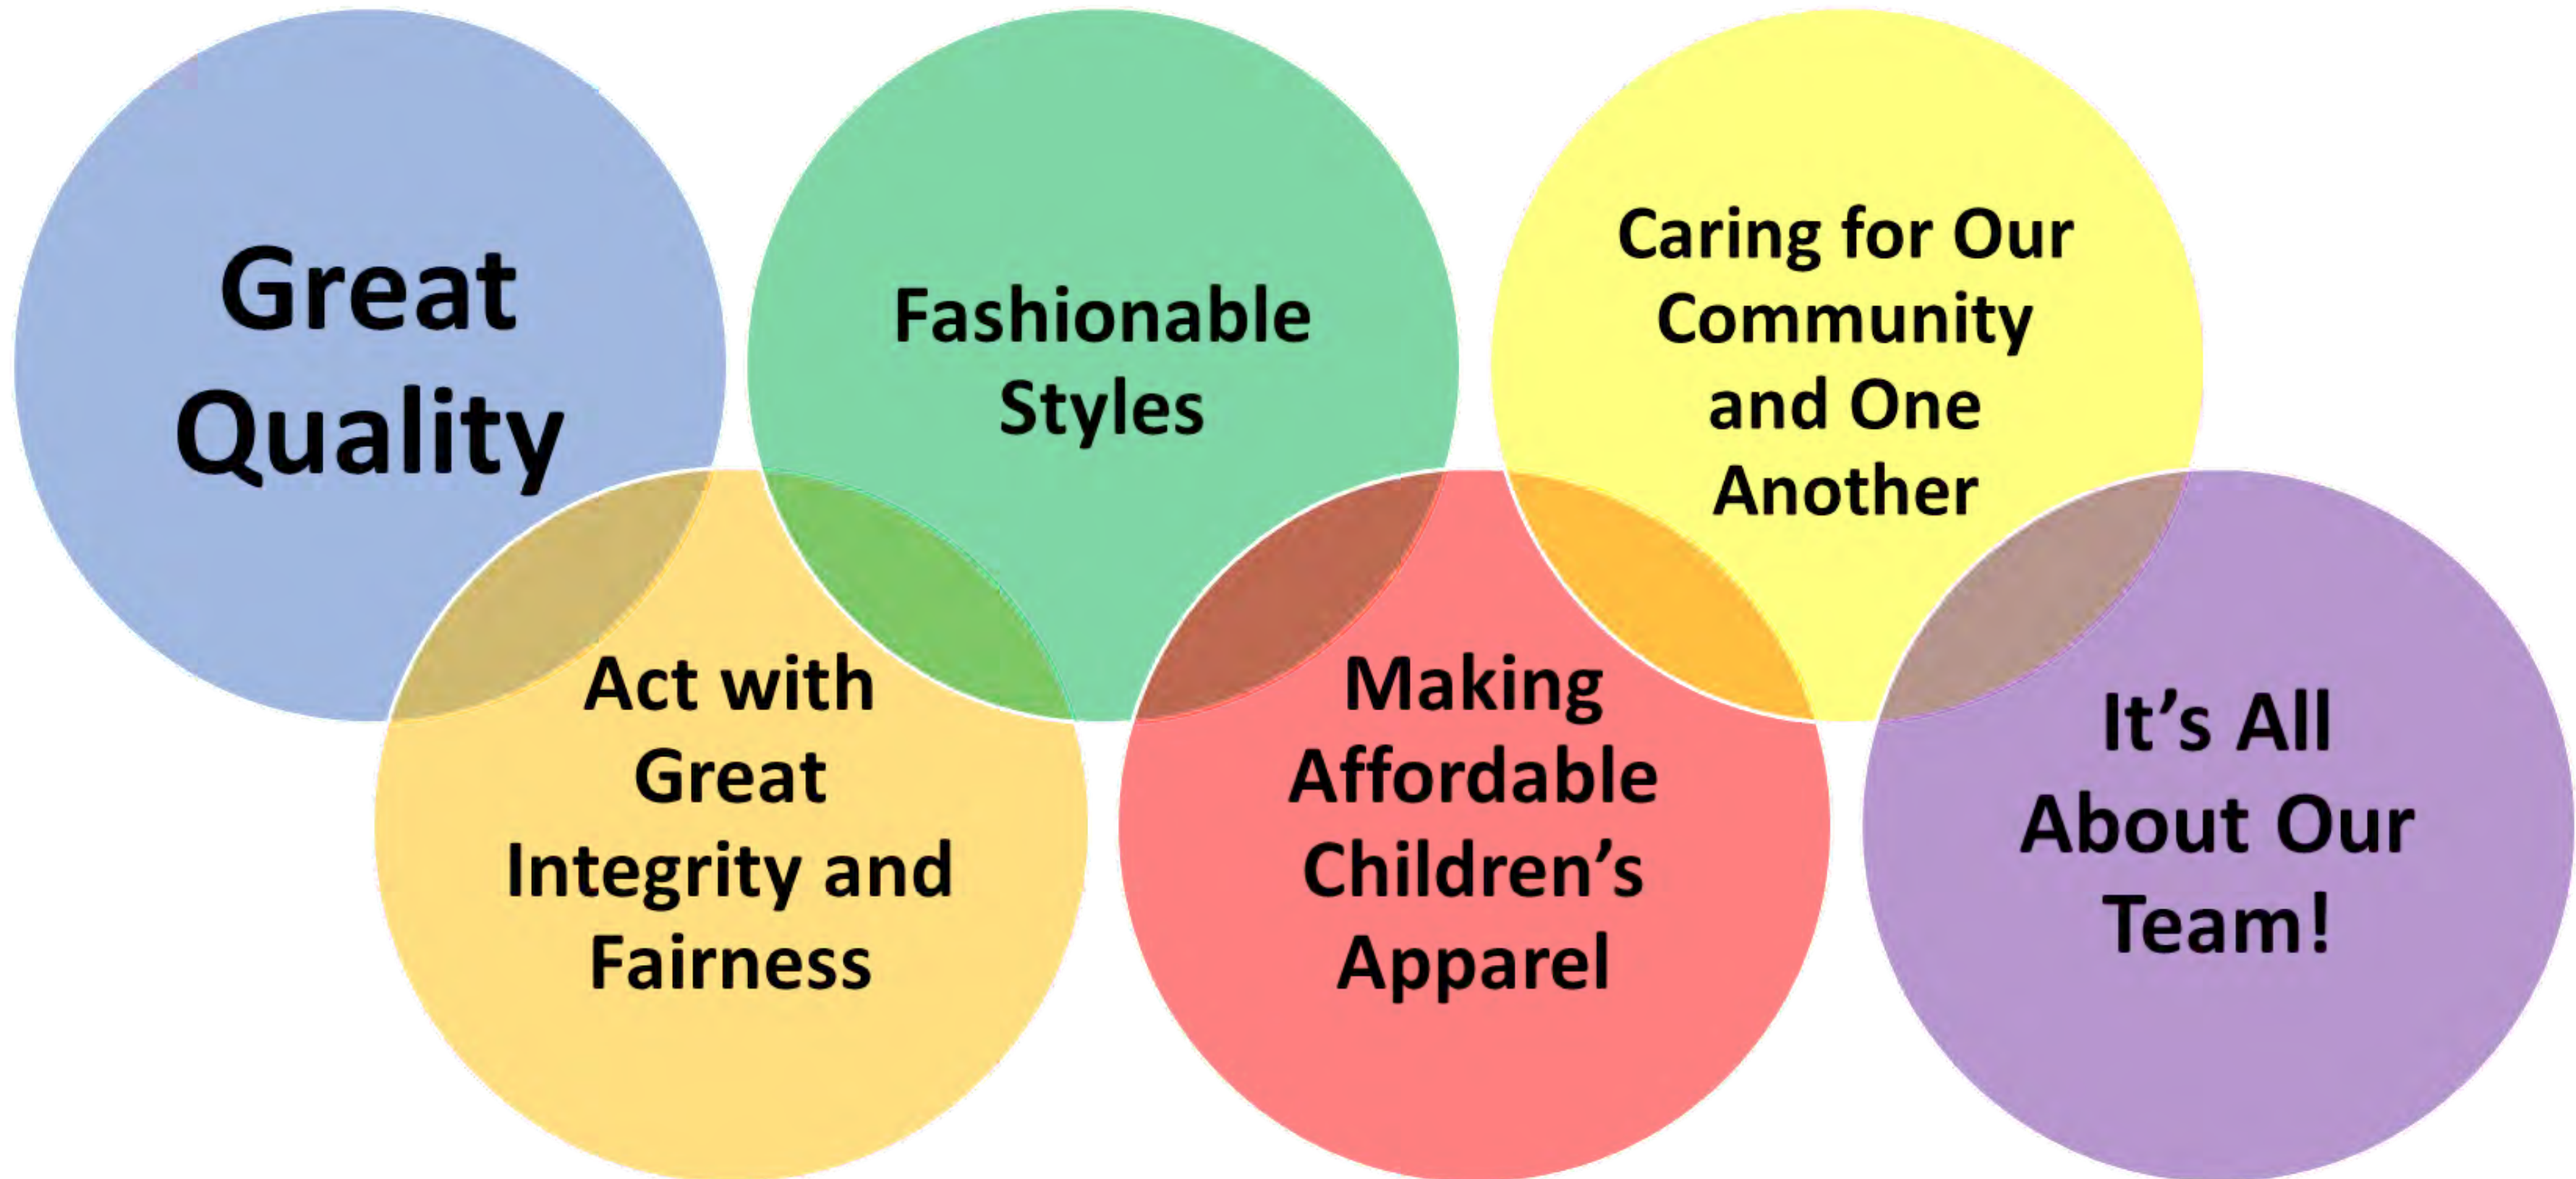 Great
Quality
Fashionable
Styles
Caring for Our
Community
and One
Another
Act with
Great
Integrity and
Fairness
Making
Affordable
Children’s
Apparel
It’s All
About Our
Team!